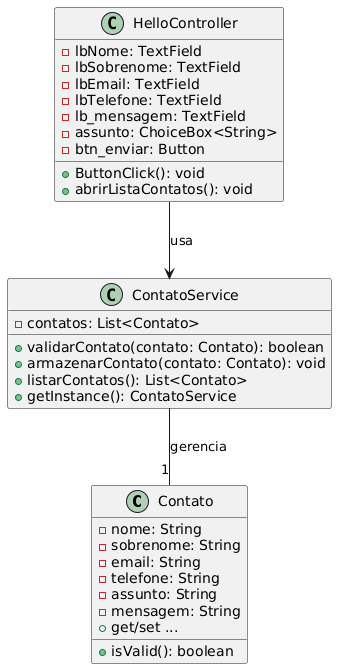 C HelloController
lbNome: TextField
lbSobrenome: TextField
lbEmail: TextField
lbTelefone: TextField
lb_mensagem: TextField
assunto: ChoiceBox<String>
btn_enviar: Button
ButtonClick(): void
abrirListaContatos(): void
usa
C ContatoService
contatos: List<Contato>
validarContato(contato: Contato): boolean
armazenarContato(contato: Contato): void
listarContatos(): List<Contato>
getInstance(): ContatoService
gerencia
1
C Contato
nome: String
sobrenome: String
email: String
telefone: String
assunto: String
mensagem: String
get/set ...
isValid(): boolean